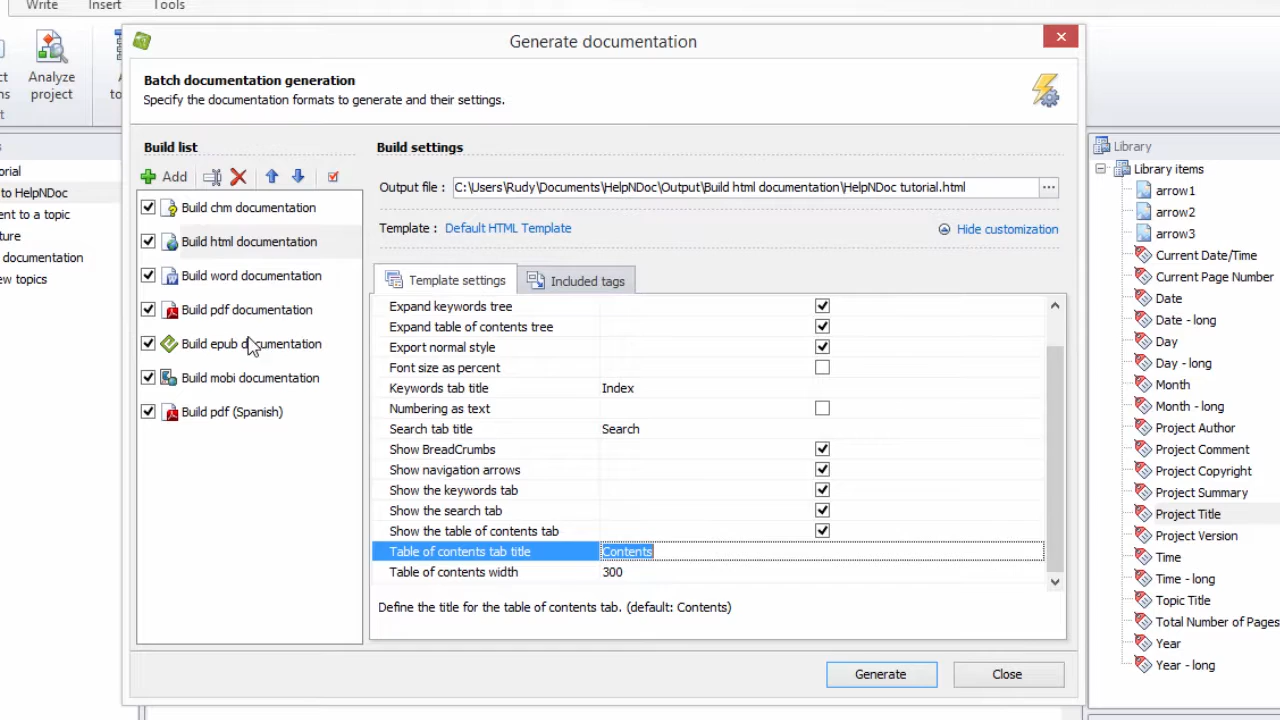 Write Insert Tools
Generate documentation
Analyze
project
ct
ns
t
to
Batch documentation generation
Specify the documentation formats to generate and their settings.
s
orial
to HelpNDoc
ent to a topic
ture
documentation
ew topics
Build list
Add
Build chm documentation
Build html documentation
Build word documentation
Build pdf documentation
Build epub documentation
Build mobi documentation
Build pdf (Spanish)
Build settings
Output file : C:\Users\Rudy\Documents\HelpNDoc\Output\Build html documentation\HelpNDoc tutorial.html ...
Template : Default HTML Template Hide customization
Template settings Included tags
Expand keywords tree
Expand table of contents tree
Export normal style
Font size as percent
Keywords tab title Index
Numbering as text
Search tab title Search
Show BreadCrumbs
Show navigation arrows
Show the keywords tab
Show the search tab
Show the table of contents tab
Table of contents tab title Contents
Table of contents width 300
Define the title for the table of contents tab. (default: Contents)
Generate Close
Library
Library items
arrow1
arrow2
arrow3
Current Date/Time
Current Page Number
Date
Date - long
Day
Day - long
Month
Month - long
Project Author
Project Comment
Project Copyright
Project Summary
Project Title
Project Version
Time
Time - long
Topic Title
Total Number of Pages
Year
Year - long